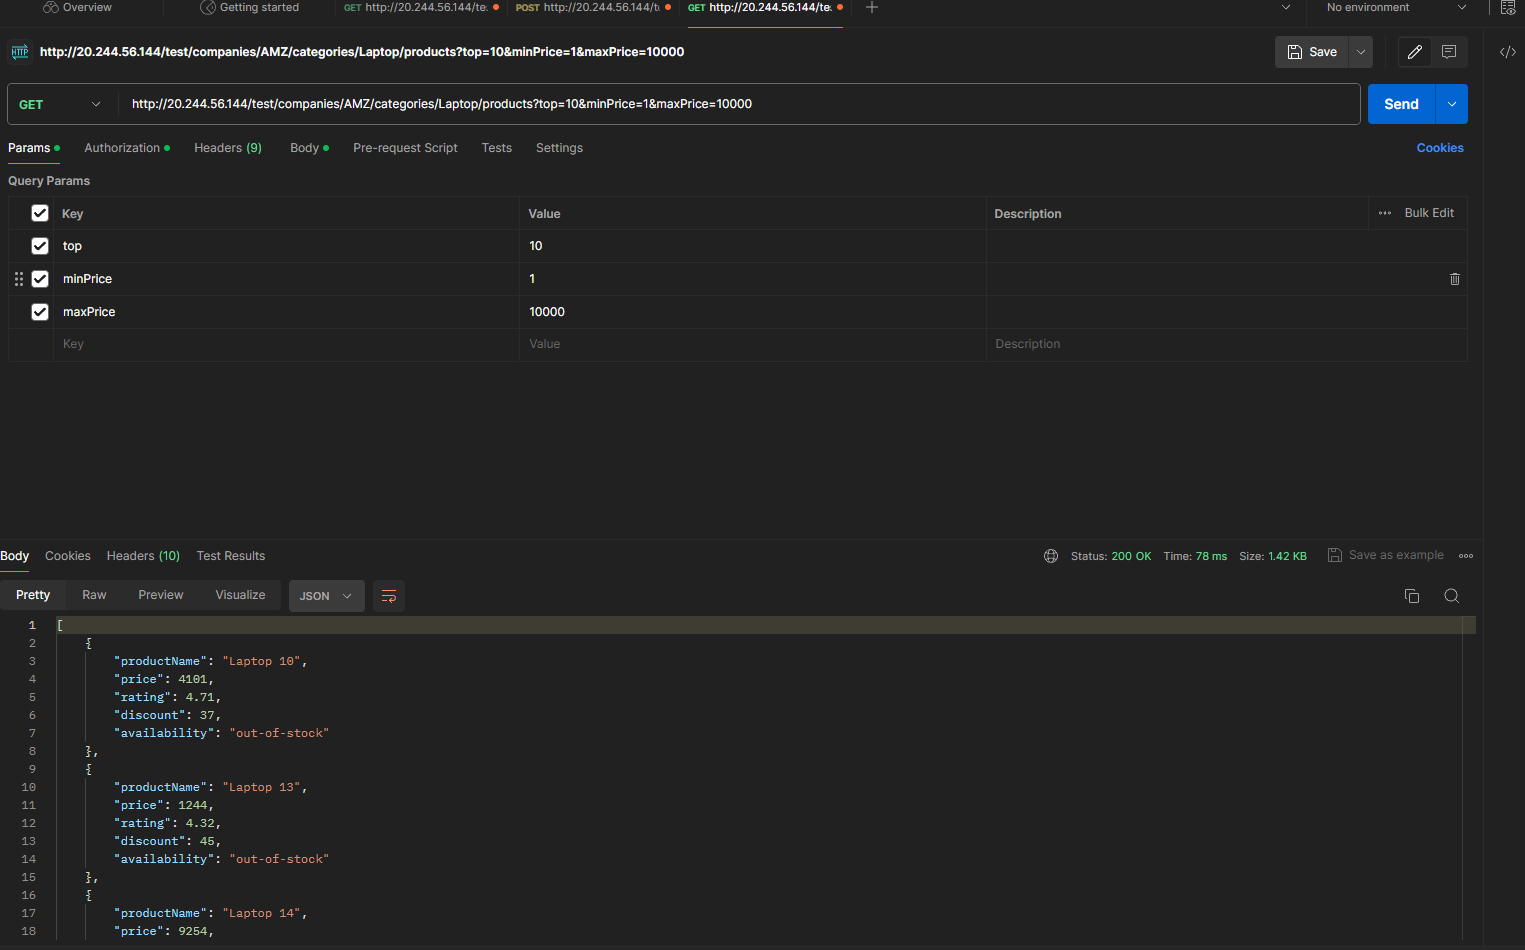 Overview Getting started GET http://20.244.56.144/te: POST http://20.244.56.144/t GET http://20.244.56.144/te: No environment
HTTP http://20.244.56.144/test/companies/AMZ/categories/Laptop/products?top=10&minPrice=1&maxPrice=10000 Save
GET http://20.244.56.144/test/companies/AMZ/categories/Laptop/products?top=10&minPrice=1&maxPrice=10000 Send
Params Authorization Headers (9) Body Pre-request Script Tests Settings Cookies
Query Params
Key Value Description Bulk Edit
top 10
minPrice 1
maxPrice 10000
Key Value Description
Body Cookies Headers (10) Test Results Status: 200 OK Time: 78 ms Size: 1.42 KB Save as example
Pretty Raw Preview Visualize JSON
1 [
2 {
3 "productName": "Laptop 10",
4 "price": 4101,
5 "rating": 4.71,
6 "discount": 37,
7 "availability": "out-of-stock"
8 },
9 {
10 "productName": "Laptop 13",
11 "price": 1244,
12 "rating": 4.32,
13 "discount": 45,
14 "availability": "out-of-stock"
15 },
16 {
17 "productName": "Laptop 14",
18 "price": 9254,